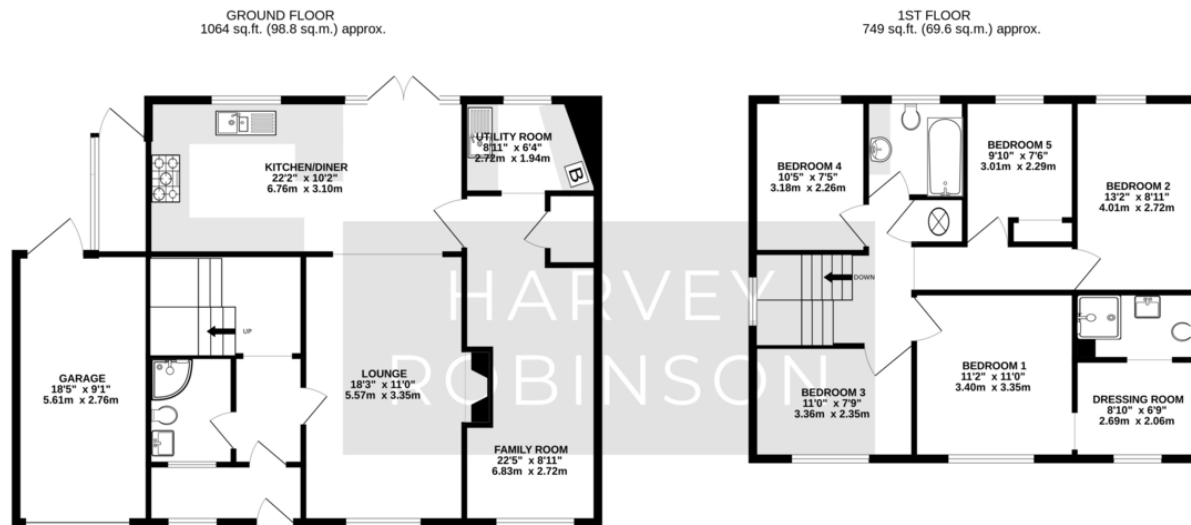 GROUND FLOOR
1064 sq.ft. (98.8 sq.m.) approx.
1ST FLOOR
749 sq.ft. (69.6 sq.m.) approx.
KITCHEN/DINER
22'2" x 10'2"
6.76m x 3.10m
UTILITY ROOM
8'11" x 6'4"
2.72m x 1.94m
B
UP
GARAGE
18'5" x 9'1"
5.61m x 2.76m
LOUNGE
18'3" x 11'0"
5.57m x 3.35m
FAMILY ROOM
22'5" x 8'11"
6.83m x 2.72m
BEDROOM 4
10'5" x 7'5"
3.18m x 2.26m
BEDROOM 5
9'10" x 7'6"
3.01m x 2.29m
BEDROOM 2
13'2" x 8'11"
4.01m x 2.72m
DOWN
BEDROOM 3
11'0" x 7'9"
3.36m x 2.35m
BEDROOM 1
11'2" x 11'0"
3.40m x 3.35m
DRESSING ROOM
8'10" x 6'9"
2.69m x 2.06m
HARVEY
ROBINSON